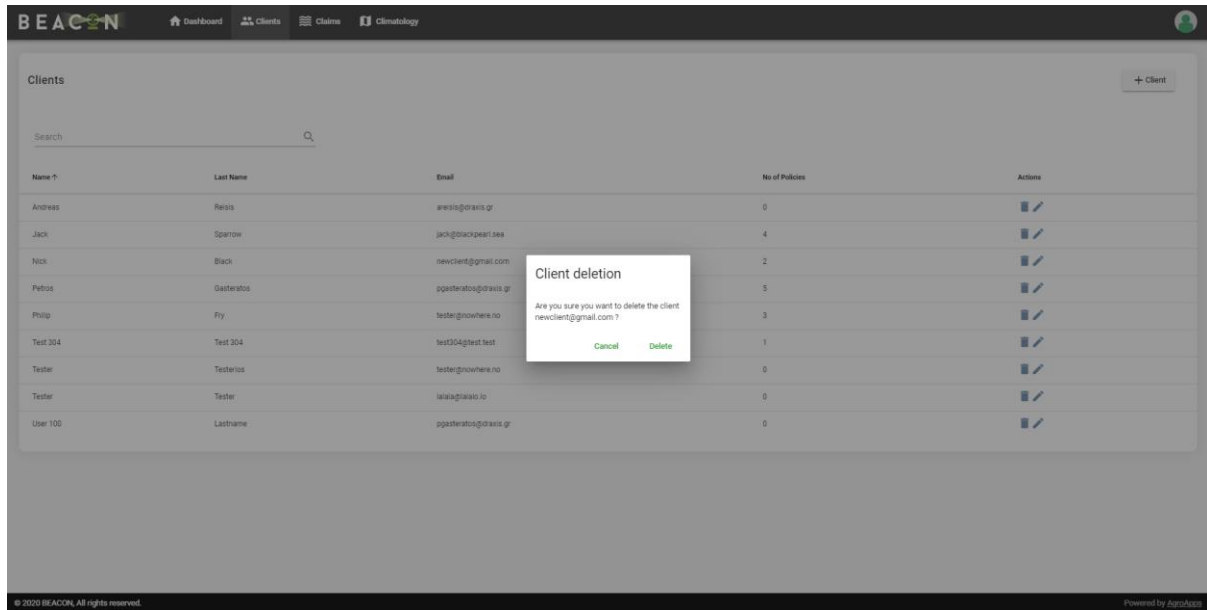 BEACON
Dashboard Clients Claims Climatology
Clients
+ Client
Search
Name ↑ Last Name Email No of Policies Actions
Andreas Reisis areisis@draxis.gr 0
Jack Sparrow jack@blackpearl.sea 4
Nick Black newclient@gmail.com 2
Petros Gasteratos pgasteratos@draxis.gr 5
Philip Fry tester@nowhere.no 3
Test 304 Test 304 test304@test.test 1
Tester Testerios tester@nowhere.no 0
Tester Tester lalala@lalalo.lo 0
User 100 Lastname pgasteratos@draxis.gr 0
Client deletion
Are you sure you want to delete the client
newclient@gmail.com ?
Cancel Delete
© 2020 BEACON, All rights reserved. Powered by AgroApps